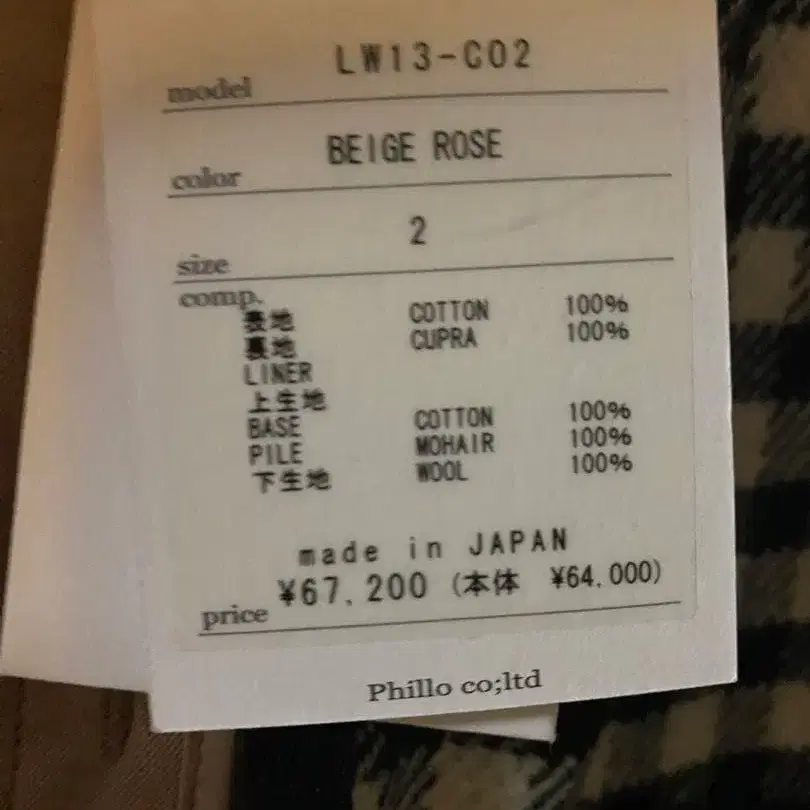 LW13-C02
model
BEIGE ROSE
color
2
size
comp.
表地 COTTON 100%
裏地 CUPRA 100%
LINER
上生地
BASE COTTON 100%
PILE MOHAIR 100%
下生地 WOOL 100%
made in JAPAN
¥67,200 (本体 ¥64,000)
price
Phillo co;ltd